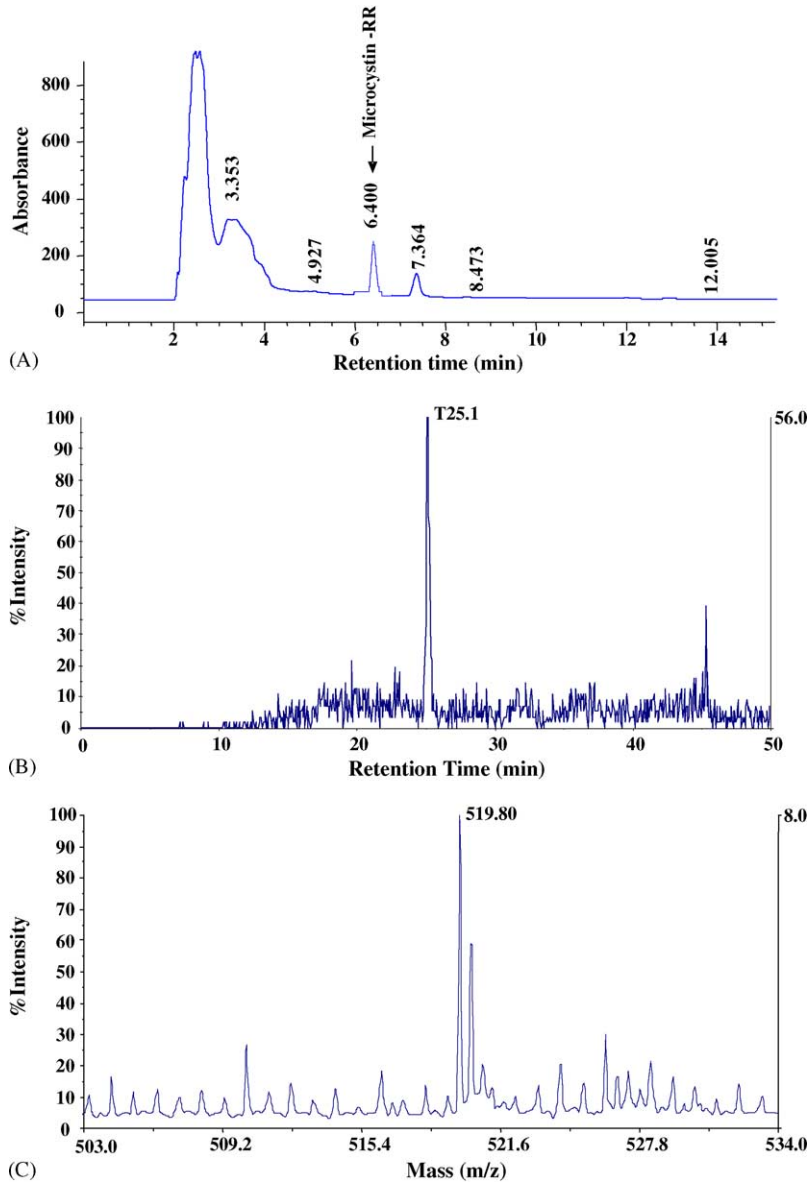 Absorbance
800
600
400
200
0
3.353
4.927
6.400
Microcystin -RR
7.364
8.473
12.005
2 4 6 8 10 12 14
Retention time (min)
(A)
100
90
80
70
60
50
40
30
20
10
0
%Intensity
T25.1
56.0
0 10 20 30 40 50
Retention Time (min)
(B)
100
90
80
70
60
50
40
30
20
10
0
%Intensity
519.80
8.0
503.0 509.2 515.4 521.6 527.8 534.0
Mass (m/z)
(C)